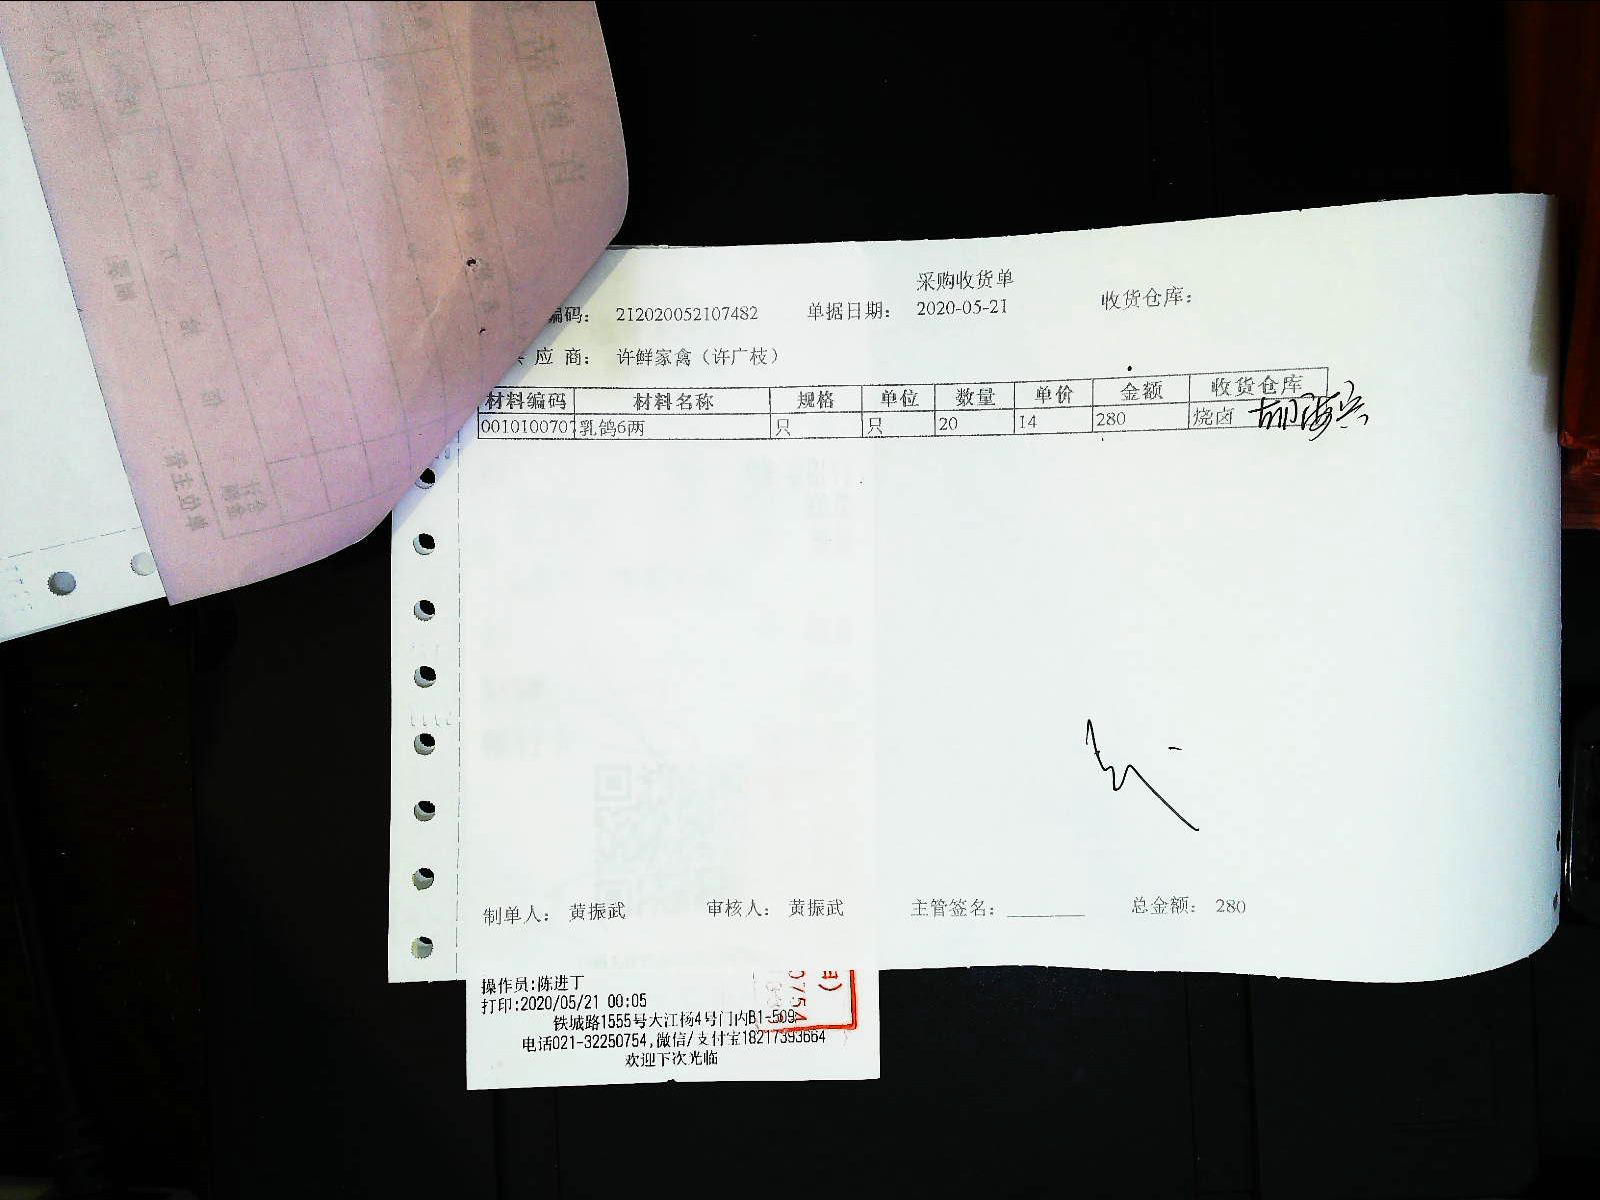 采购收货单
编码： 212020052107482 单据日期： 2020-05-21 收货仓库：
应 商： 许鲜家禽（许广枝）
材料编码 材料名称 规格 单位 数量 单价 金额 收货仓库
0010100707 乳鸽6两 只 只 20 14 280 烧卤
制单人： 黄振武 审核人： 黄振武 主管签名： 总金额： 280
操作员:陈进丁
打印:2020/05/21 00:05
铁城路1555号大江杨4号门内B1-509
电话021-32250754,微信/支付宝18217393664
欢迎下次光临